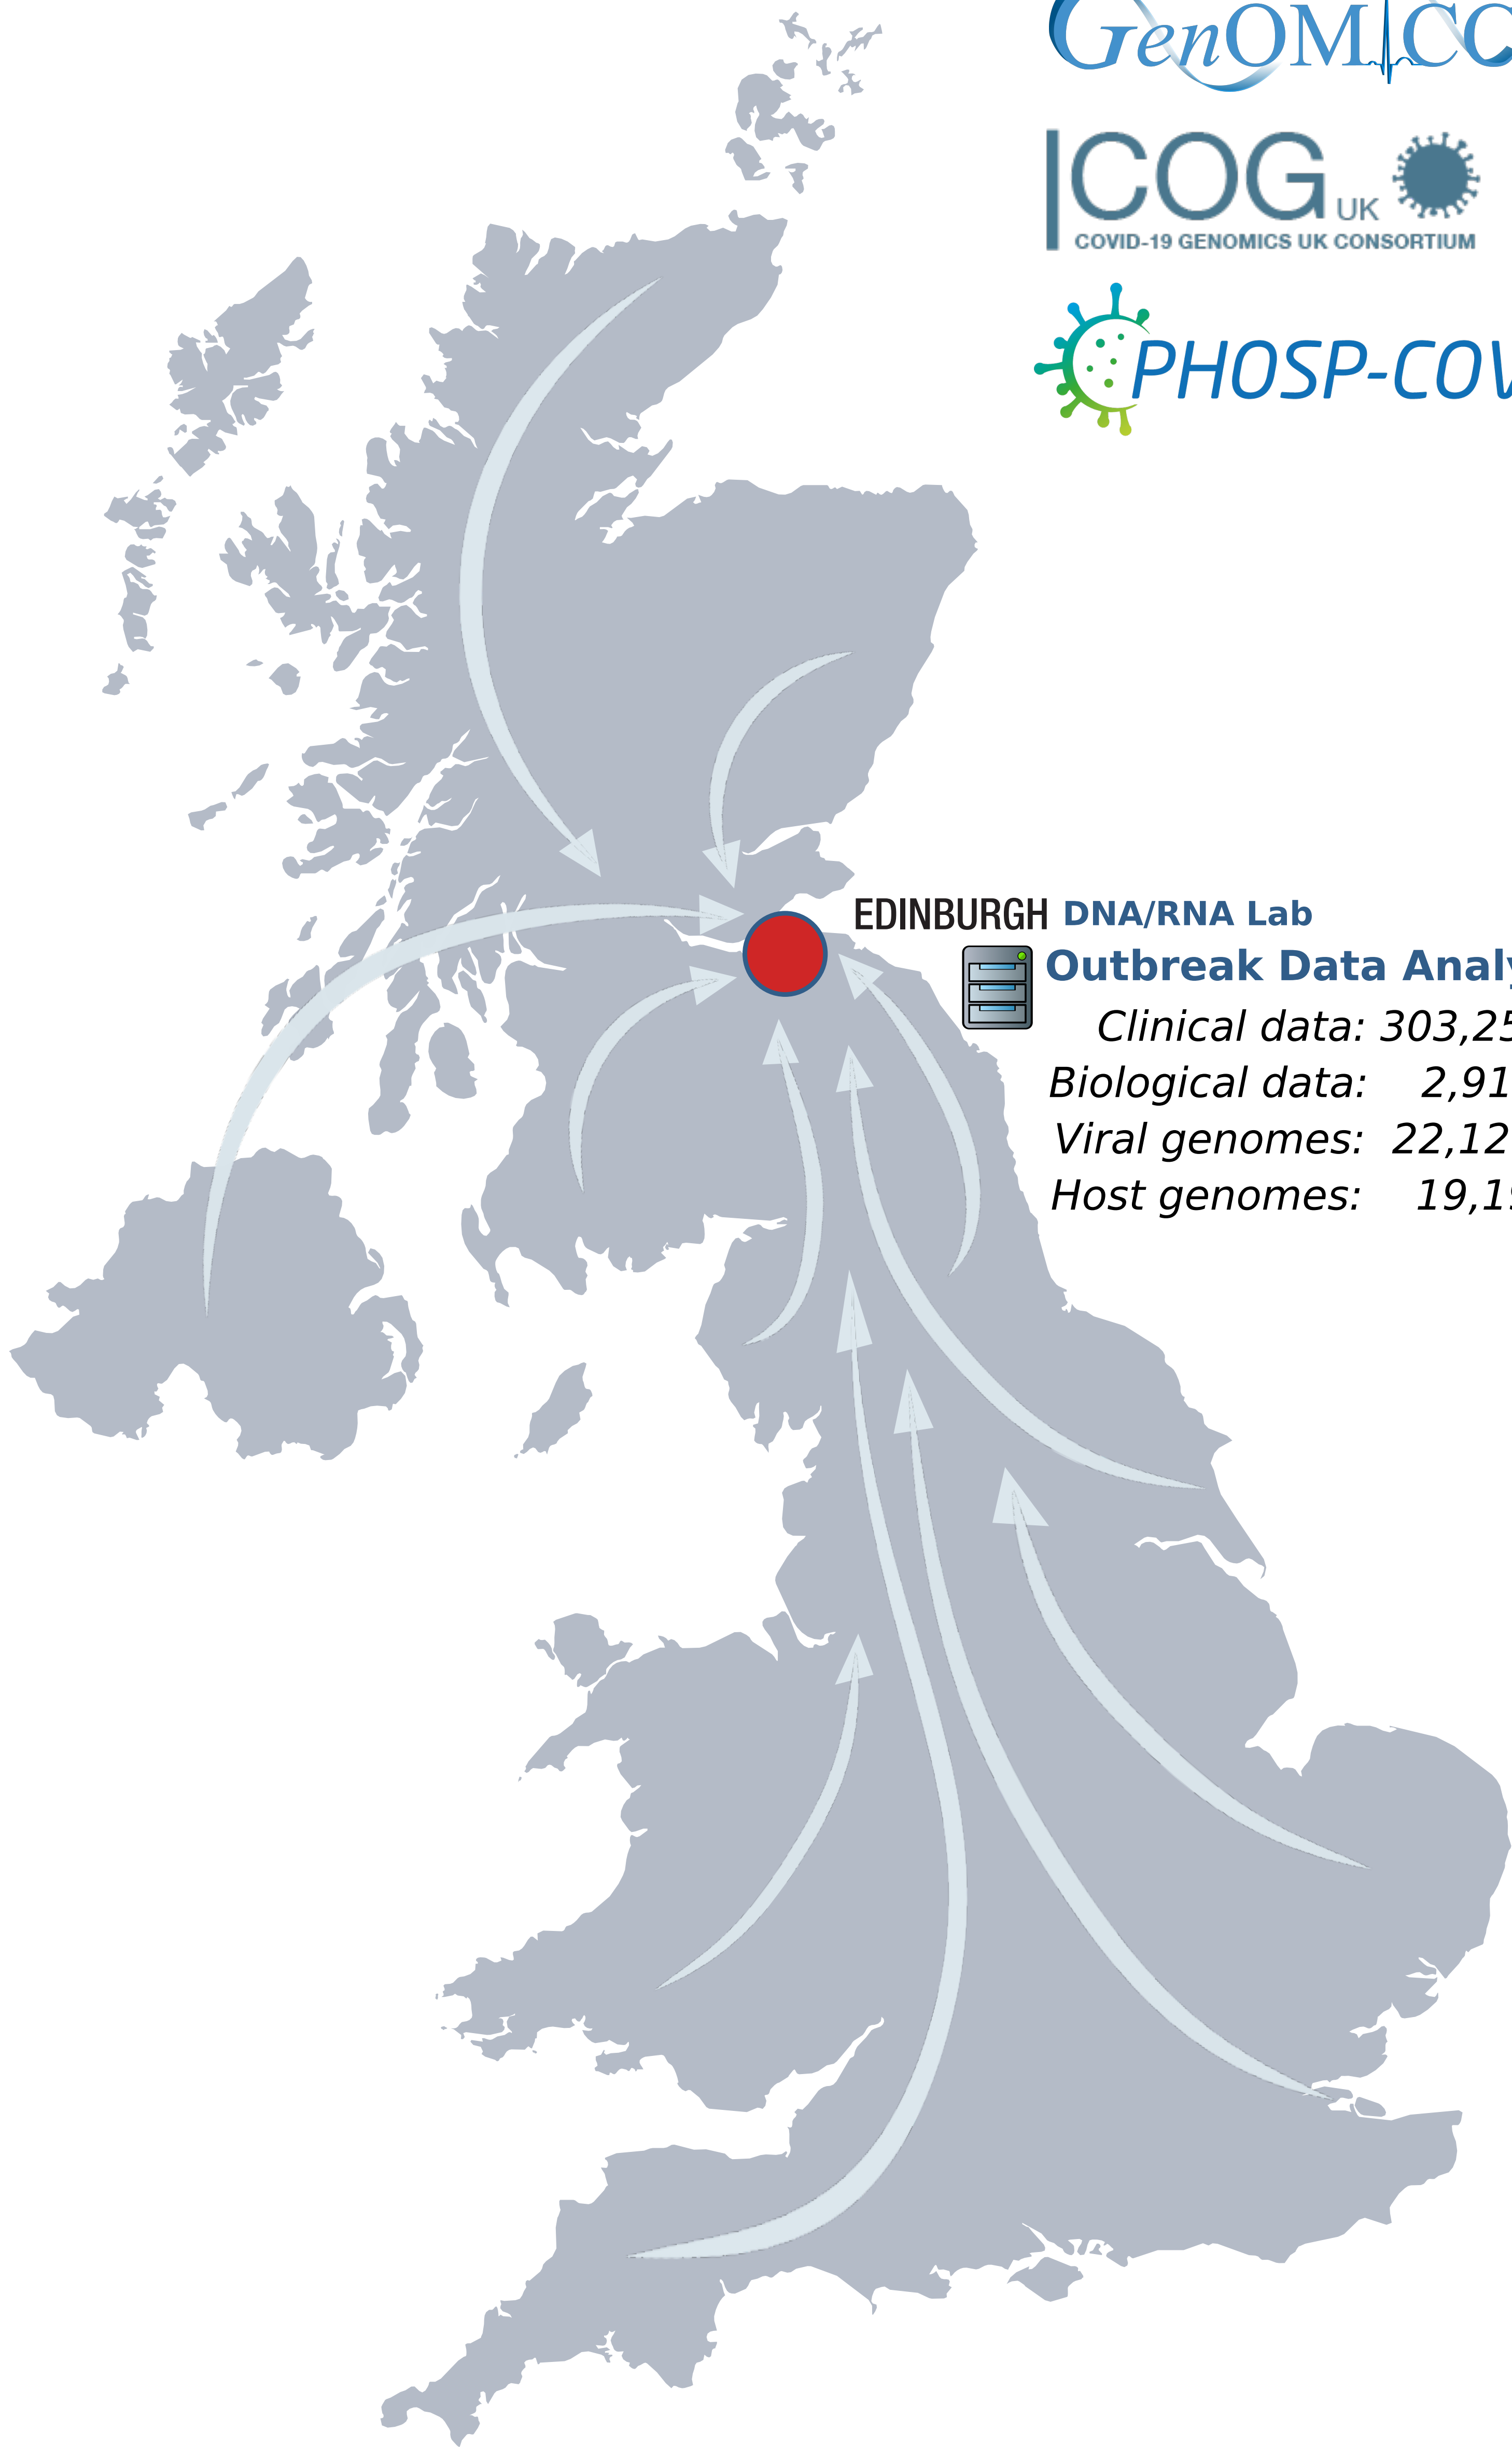 GenOMICC
COG UK
COVID-19 GENOMICS UK CONSORTIUM
PHOSP-COV
EDINBURGH DNA/RNA Lab
Outbreak Data Analy
Clinical data: 303,25
Biological data: 2,91
Viral genomes: 22,12
Host genomes: 19,19